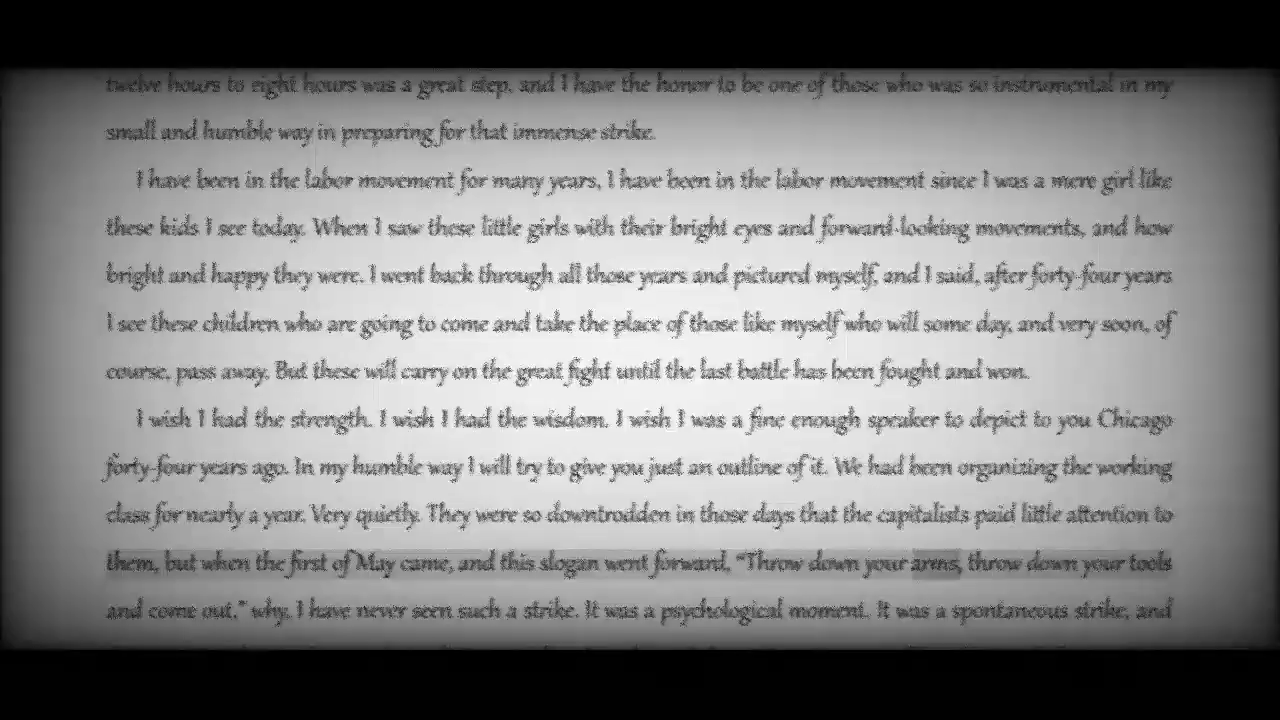 twelve hours to eight hours was a great step, and I have the honor to be one of those who was so instrumental in my
small and humble way in preparing for that immense strike.
I have been in the labor movement for many years, I have been in the labor movement since I was a mere girl like
these kids I see today. When I saw these little girls with their bright eyes and forward-looking movements, and how
bright and happy they were. I went back through all those years and pictured myself, and I said, after forty-four years
I see these children who are going to come and take the place of those like myself who will some day, and very soon, of
course, pass away. But these will carry on the great fight until the last battle has been fought and won.
I wish I had the strength. I wish I had the wisdom. I wish I was a fine enough speaker to depict to you Chicago
forty-four years ago. In my humble way I will try to give you just an outline of it. We had been organizing the working
class for nearly a year. Very quietly. They were so downtrodden in those days that the capitalists paid little attention to
them, but when the first of May came, and this slogan went forward, “Throw down your arms, throw down your tools
and come out,” why, I have never seen such a strike. It was a psychological moment. It was a spontaneous strike, and